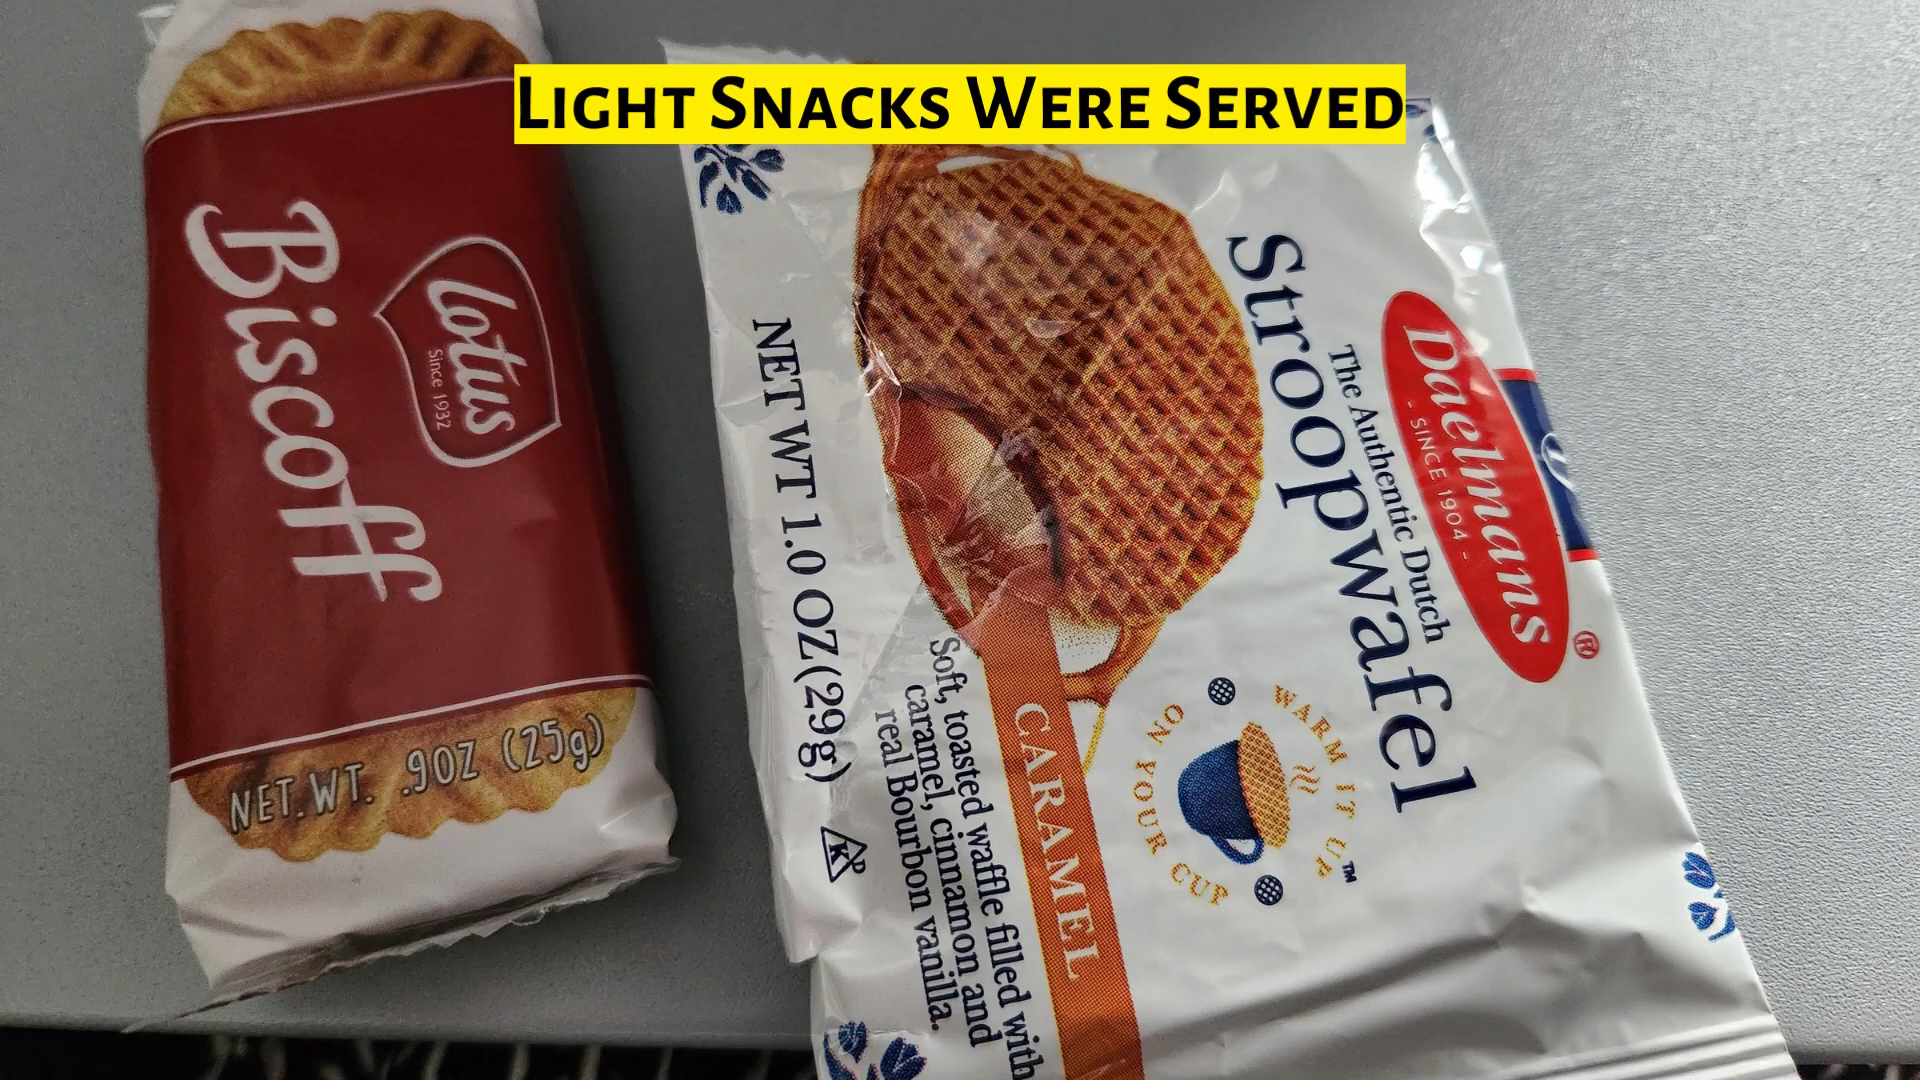 Light Snacks Were Served
Lotus
Since 1932
Biscoff
NET.WT. .9OZ (25g)
Daelmans
- SINCE 1904 -
®
The Authentic Dutch
Stroopwafel
WARM IT UP™
ON YOUR CUP
CARAMEL
Soft, toasted waffle filled with
caramel, cinnamon and
real Bourbon vanilla.
NET WT 1.0 OZ(29g)
K
D